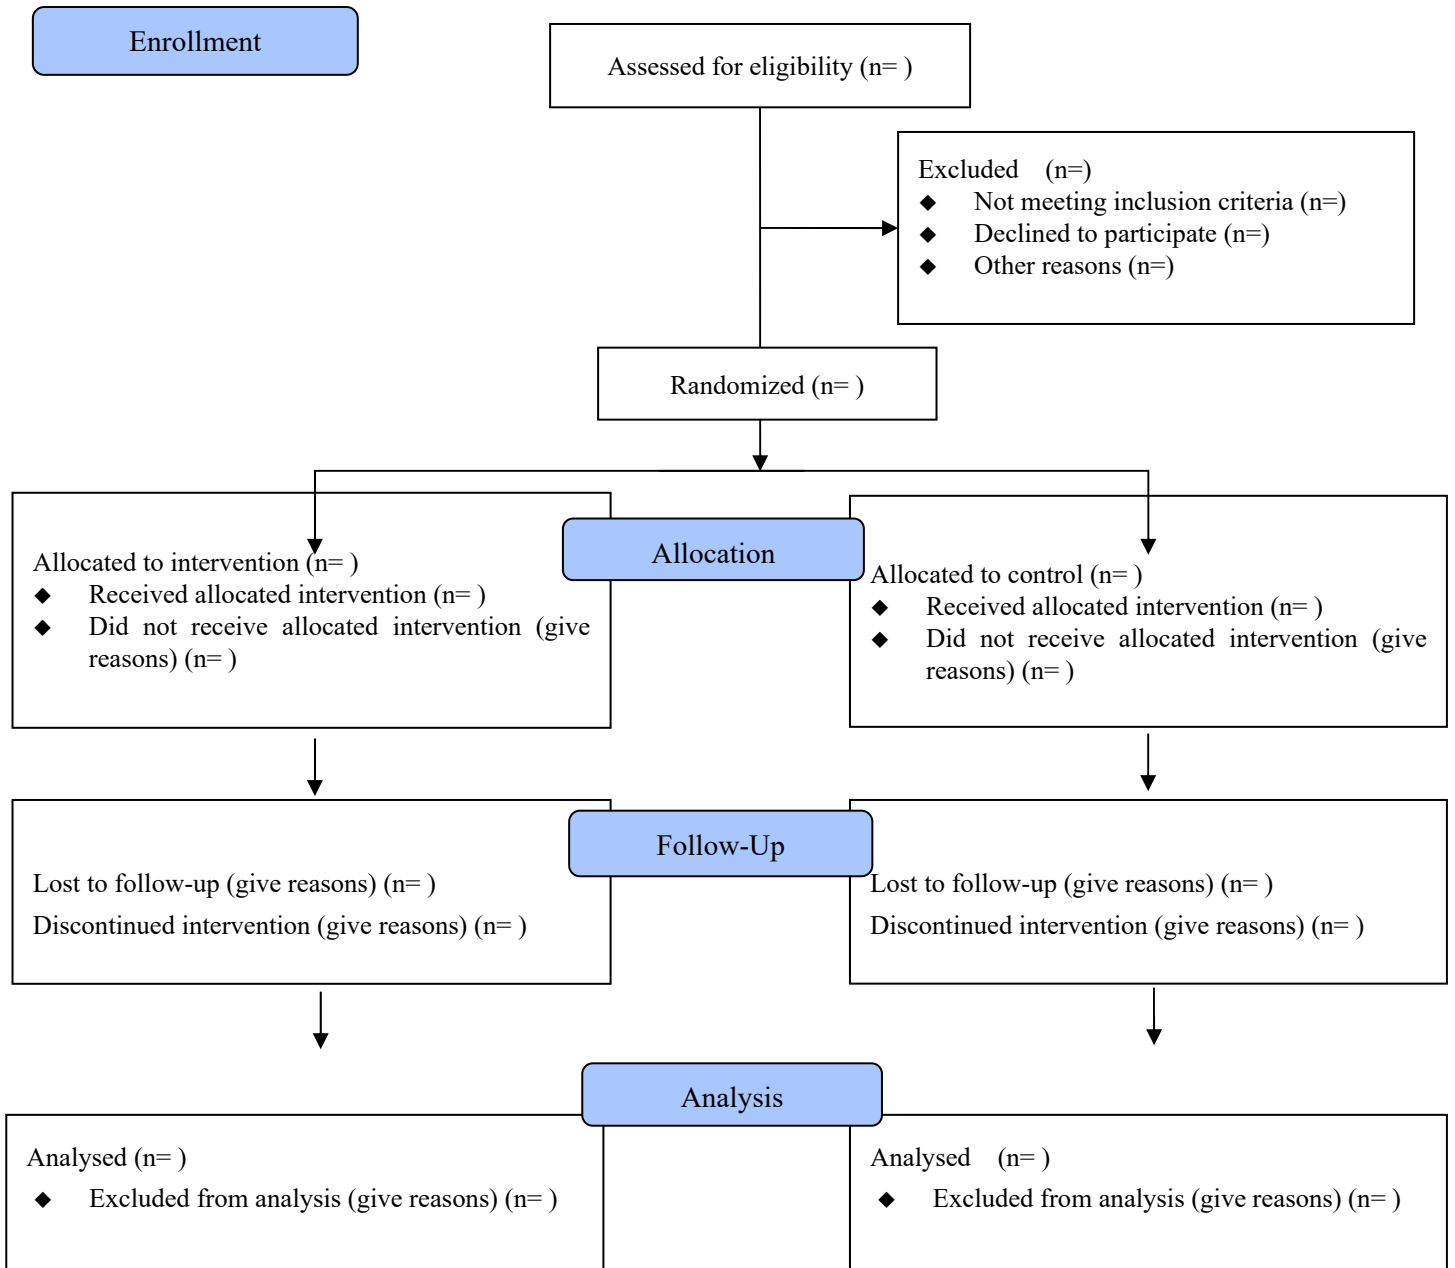 Enrollment
Assessed for eligibility (n= )
Excluded (n=)
◆ Not meeting inclusion criteria (n=)
◆ Declined to participate (n=)
◆ Other reasons (n=)
Randomized (n= )
Allocation
Allocated to intervention (n= )
◆ Received allocated intervention (n= )
◆ Did not receive allocated intervention (give
reasons) (n= )
Allocated to control (n= )
◆ Received allocated intervention (n= )
◆ Did not receive allocated intervention (give
reasons) (n= )
Follow-Up
Lost to follow-up (give reasons) (n= )
Discontinued intervention (give reasons) (n= )
Lost to follow-up (give reasons) (n= )
Discontinued intervention (give reasons) (n= )
Analysis
Analysed (n= )
◆ Excluded from analysis (give reasons) (n= )
Analysed (n= )
◆ Excluded from analysis (give reasons) (n= )